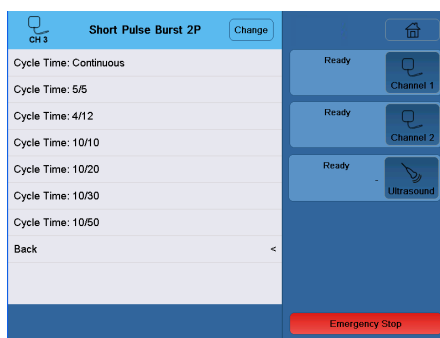 CH 3
Short Pulse Burst 2P
Change
Cycle Time: Continuous
Cycle Time: 5/5
Cycle Time: 4/12
Cycle Time: 10/10
Cycle Time: 10/20
Cycle Time: 10/30
Cycle Time: 10/50
Back <
Ready
Channel 1
Ready
Channel 2
Ready
-
Ultrasound
Emergency Stop